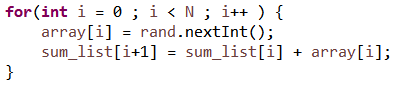 for(int i = 0 ; i < N ; i++ ) {
    array[i] = rand.nextInt();
    sum_list[i+1] = sum_list[i] + array[i];
}